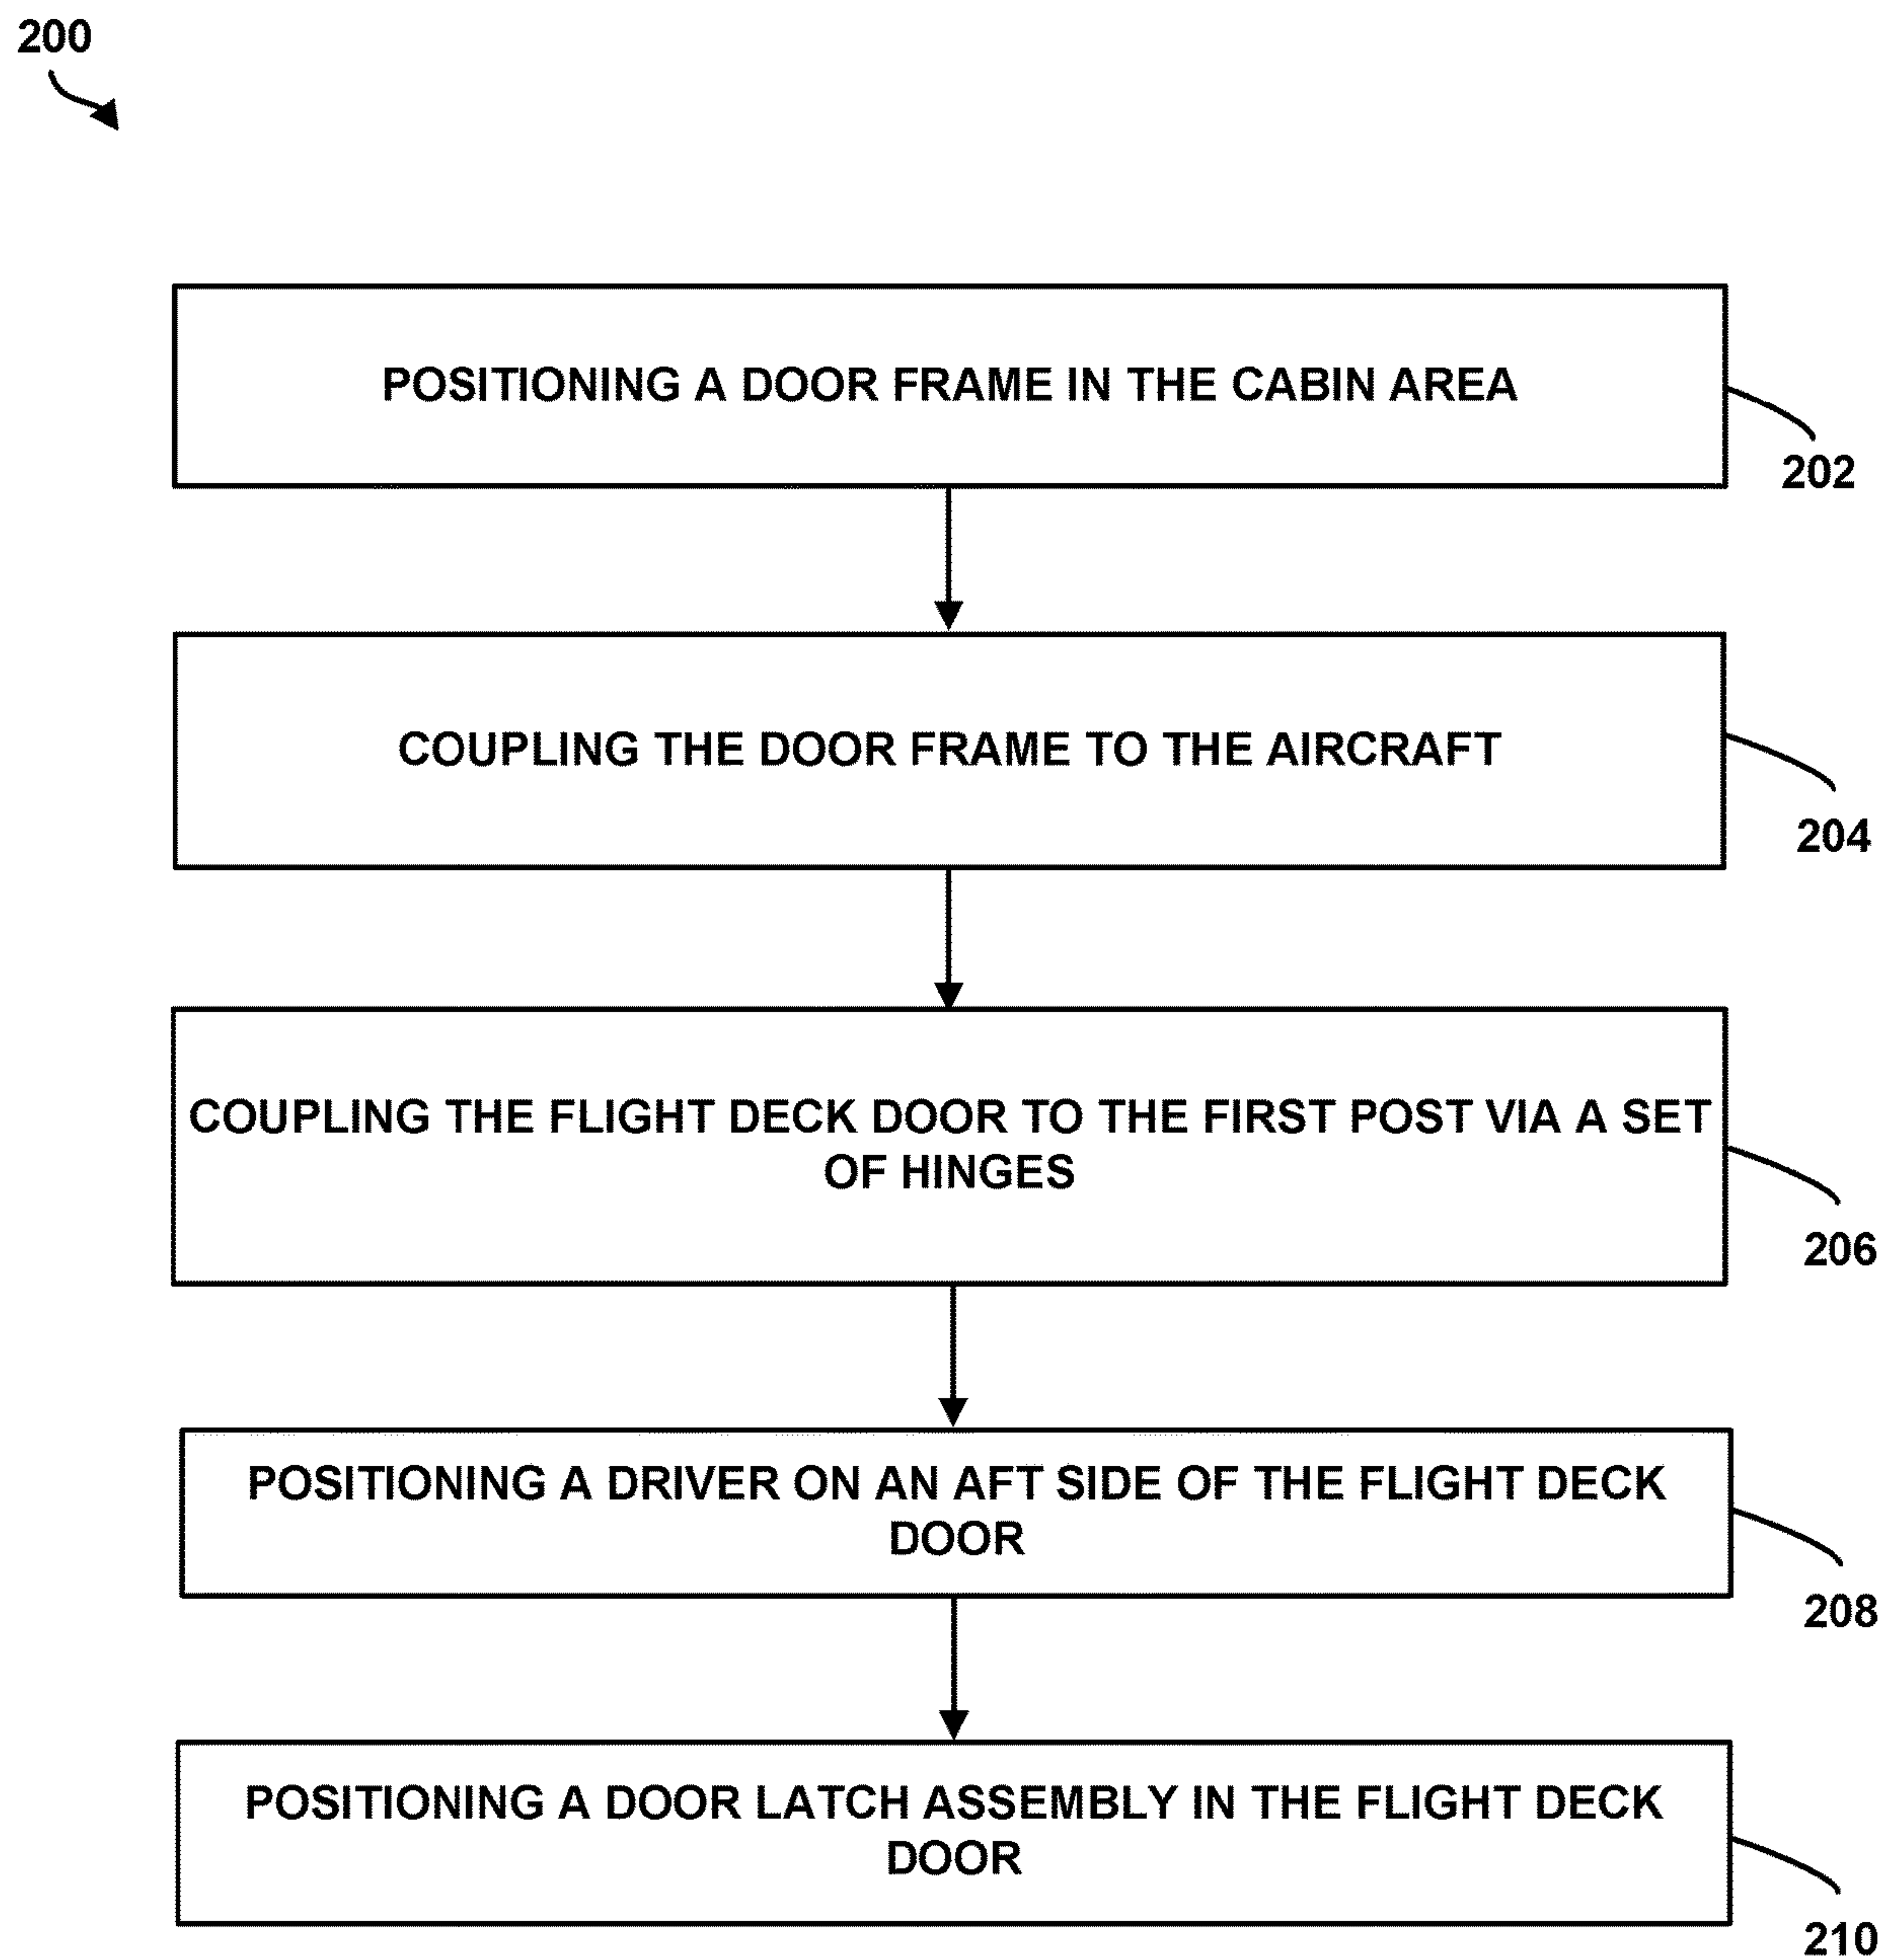 200
POSITIONING A DOOR FRAME IN THE CABIN AREA
202
COUPLING THE DOOR FRAME TO THE AIRCRAFT
204
COUPLING THE FLIGHT DECK DOOR TO THE FIRST POST VIA A SET
OF HINGES
206
POSITIONING A DRIVER ON AN AFT SIDE OF THE FLIGHT DECK
DOOR
208
POSITIONING A DOOR LATCH ASSEMBLY IN THE FLIGHT DECK
DOOR
210